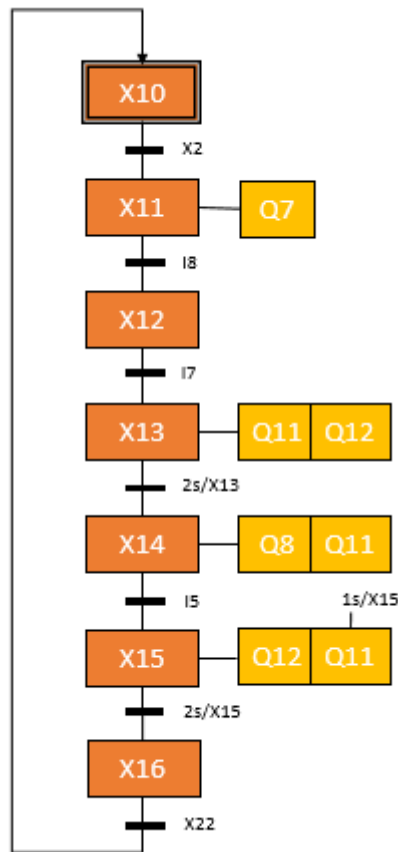 X10
X2
X11 Q7
I8
X12
I7
X13 Q11 Q12
2s/X13
X14 Q8 Q11
I5 1s/X15
X15 Q12 Q11
2s/X15
X16
X22